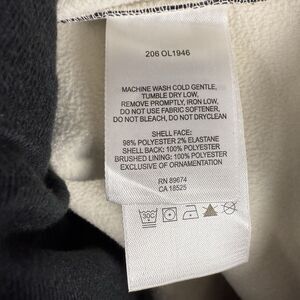 206 OL1946
MACHINE WASH COLD GENTLE,
TUMBLE DRY LOW,
REMOVE PROMPTLY, IRON LOW,
DO NOT USE FABRIC SOFTENER,
DO NOT BLEACH, DO NOT DRYCLEAN
SHELL FACE:
98% POLYESTER 2% ELASTANE
SHELL BACK: 100% POLYESTER
BRUSHED LINING: 100% POLYESTER
EXCLUSIVE OF ORNAMENTATION
RN 89674
CA 18525
30C